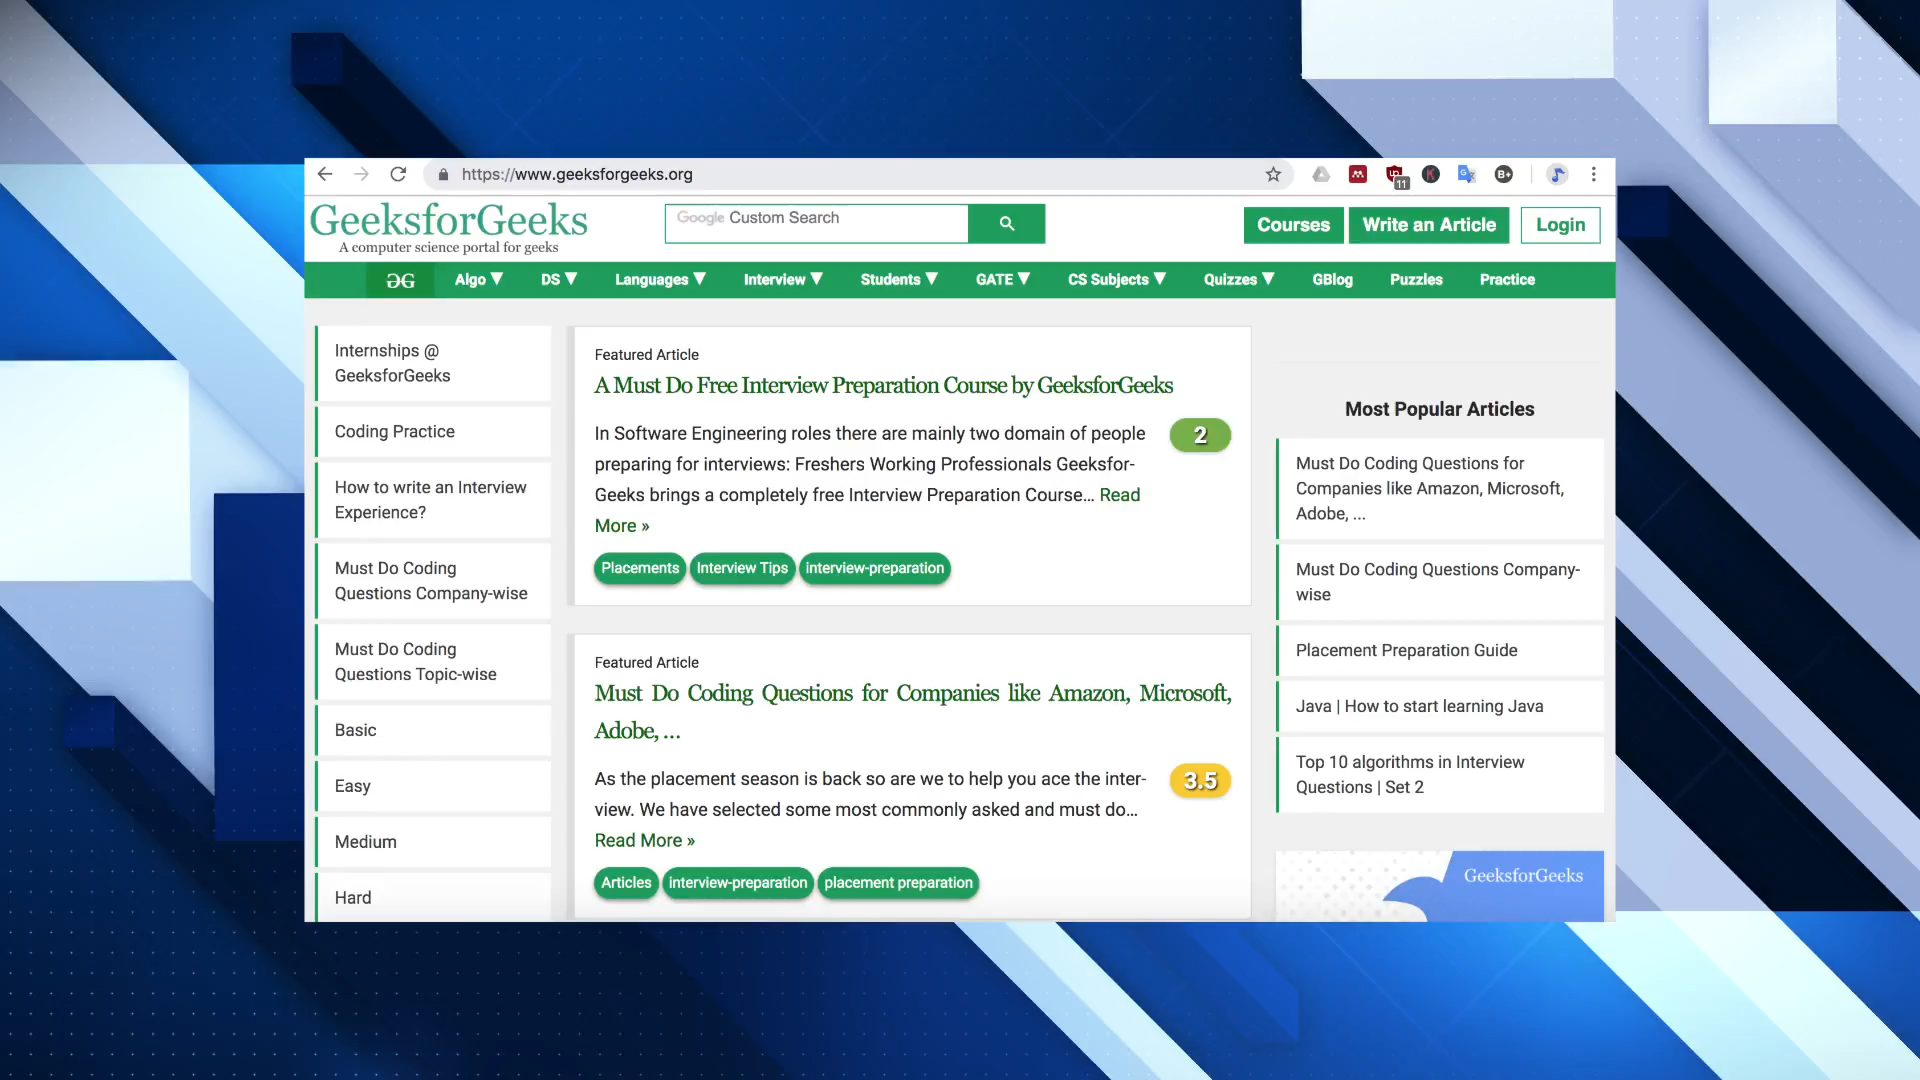 https://www.geeksforgeeks.org
11
B+
GeeksforGeeks
A computer science portal for geeks
Google Custom Search
Courses
Write an Article
Login
Algo ▼
DS ▼
Languages ▼
Interview ▼
Students ▼
GATE ▼
CS Subjects ▼
Quizzes ▼
GBlog
Puzzles
Practice
Internships @
GeeksforGeeks
Coding Practice
How to write an Interview
Experience?
Must Do Coding
Questions Company-wise
Must Do Coding
Questions Topic-wise
Basic
Easy
Medium
Hard
Featured Article
A Must Do Free Interview Preparation Course by GeeksforGeeks
In Software Engineering roles there are mainly two domain of people
preparing for interviews: Freshers Working Professionals Geeksfor-
Geeks brings a completely free Interview Preparation Course... Read
More »
2
Placements
Interview Tips
interview-preparation
Featured Article
Must Do Coding Questions for Companies like Amazon, Microsoft,
Adobe, ...
As the placement season is back so are we to help you ace the inter-
view. We have selected some most commonly asked and must do...
Read More »
3.5
Articles
interview-preparation
placement preparation
Most Popular Articles
Must Do Coding Questions for
Companies like Amazon, Microsoft,
Adobe, ...
Must Do Coding Questions Company-
wise
Placement Preparation Guide
Java | How to start learning Java
Top 10 algorithms in Interview
Questions | Set 2
GeeksforGeeks